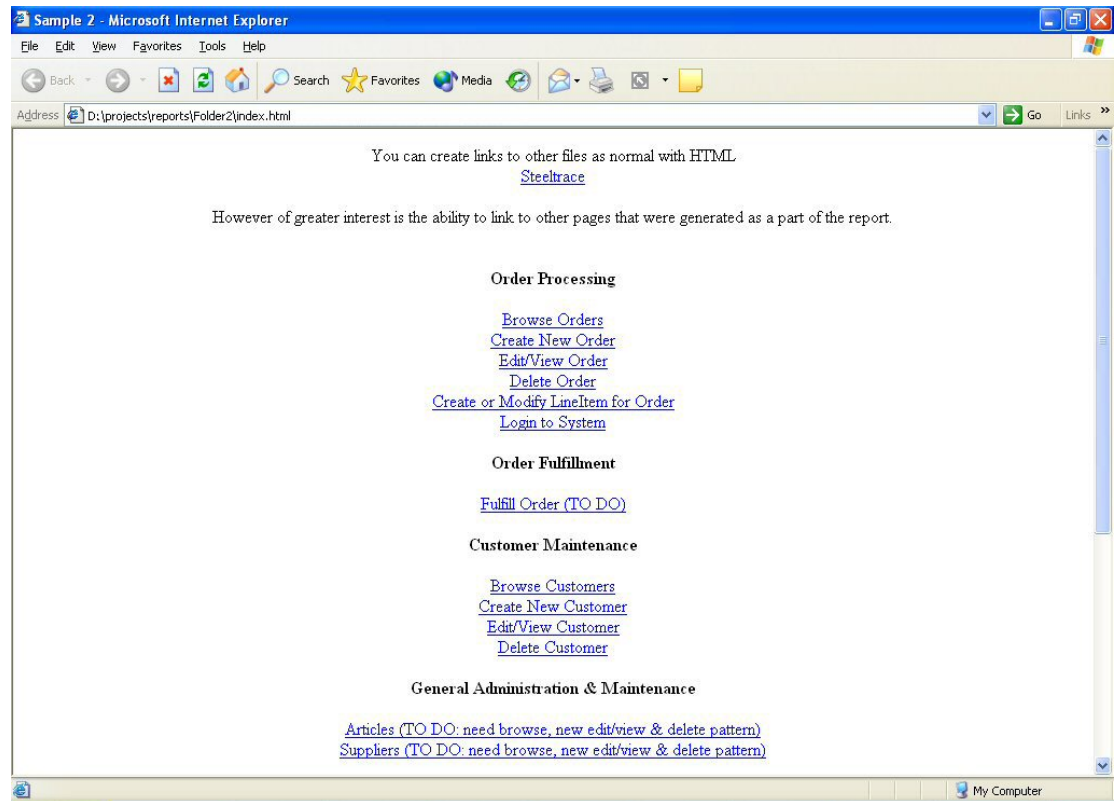 Sample 2 - Microsoft Internet Explorer
File Edit View Favorites Tools Help
Back Search Favorites Media
Address D:\projects\reports\Folder2\index.html Go Links »
You can create links to other files as normal with HTML
Steeltrace
However of greater interest is the ability to link to other pages that were generated as a part of the report.
Order Processing
Browse Orders
Create New Order
Edit/View Order
Delete Order
Create or Modify LineItem for Order
Login to System
Order Fulfillment
Fulfill Order (TO DO)
Customer Maintenance
Browse Customers
Create New Customer
Edit/View Customer
Delete Customer
General Administration & Maintenance
Articles (TO DO: need browse, new edit/view & delete pattern)
Suppliers (TO DO: need browse, new edit/view & delete pattern)
My Computer